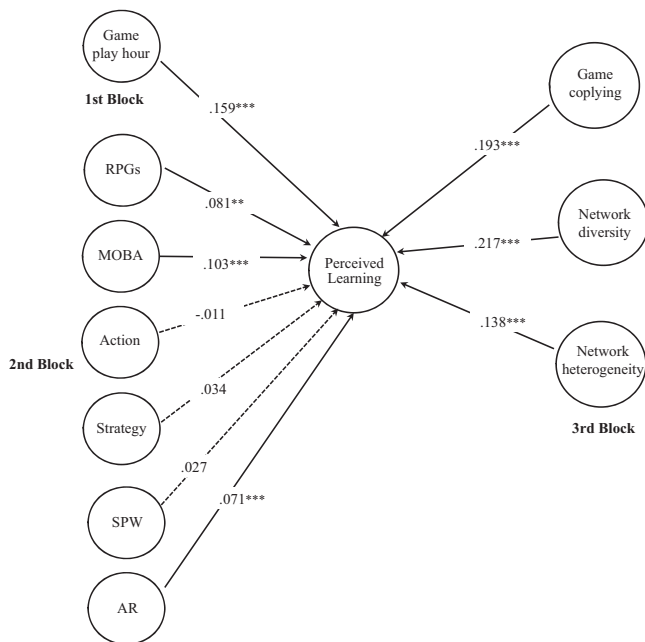 Game
play hour
1st Block
.159***
RPGs
.081**
MOBA
.103***
Action
-.011
2nd Block
Strategy
.034
SPW
.027
AR
.071***
Perceived
Learning
Game
coplying
.193***
Network
diversity
.217***
Network
heterogeneity
.138***
3rd Block